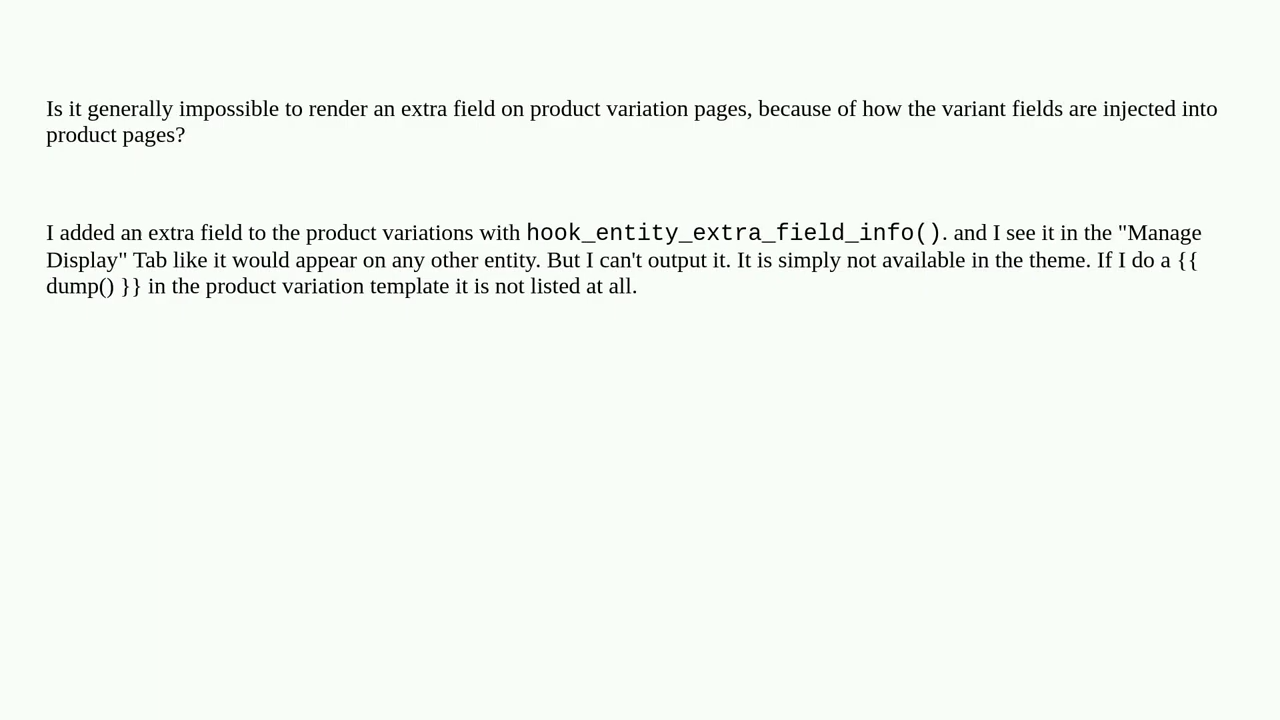 Is it generally impossible to render an extra field on product variation pages, because of how the variant fields are injected into
product pages?
I added an extra field to the product variations with hook_entity_extra_field_info(). and I see it in the "Manage
Display" Tab like it would appear on any other entity. But I can't output it. It is simply not available in the theme. If I do a {{
dump() }} in the product variation template it is not listed at all.